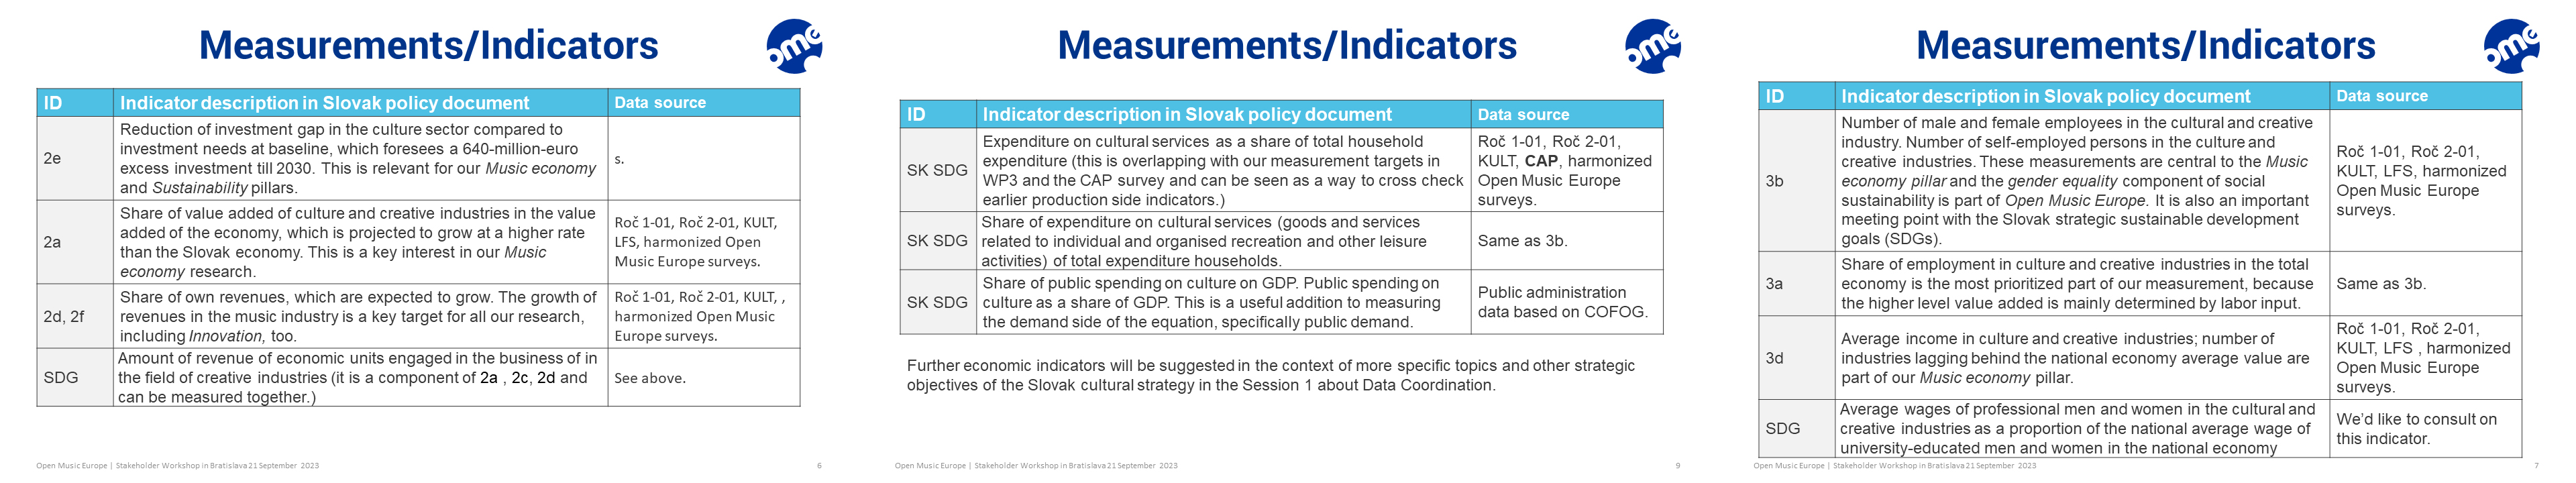 Measurements/Indicators
ome
ID
Indicator description in Slovak policy document
Data source
2e
Reduction of investment gap in the culture sector compared to
investment needs at baseline, which foresees a 640-million-euro
excess investment till 2030. This is relevant for our Music economy
and Sustainability pillars.
s.
2a
Share of value added of culture and creative industries in the value
added of the economy, which is projected to grow at a higher rate
than the Slovak economy. This is a key interest in our Music
economy research.
Roč 1-01, Roč 2-01, KULT,
LFS, harmonized Open
Music Europe surveys.
2d, 2f
Share of own revenues, which are expected to grow. The growth of
revenues in the music industry is a key target for all our research,
including Innovation, too.
Roč 1-01, Roč 2-01, KULT, ,
harmonized Open Music
Europe surveys.
SDG
Amount of revenue of economic units engaged in the business of in
the field of creative industries (it is a component of 2a , 2c, 2d and
can be measured together.)
See above.
Open Music Europe | Stakeholder Workshop in Bratislava 21 September 2023
6
Measurements/Indicators
ome
ID
Indicator description in Slovak policy document
Data source
SK SDG
Expenditure on cultural services as a share of total household
expenditure (this is overlapping with our measurement targets in
WP3 and the CAP survey and can be seen as a way to cross check
earlier production side indicators.)
Roč 1-01, Roč 2-01,
KULT, CAP, harmonized
Open Music Europe
surveys.
SK SDG
Share of expenditure on cultural services (goods and services
related to individual and organised recreation and other leisure
activities) of total expenditure households.
Same as 3b.
SK SDG
Share of public spending on culture on GDP. Public spending on
culture as a share of GDP. This is a useful addition to measuring
the demand side of the equation, specifically public demand.
Public administration
data based on COFOG.
Further economic indicators will be suggested in the context of more specific topics and other strategic
objectives of the Slovak cultural strategy in the Session 1 about Data Coordination.
Open Music Europe | Stakeholder Workshop in Bratislava 21 September 2023
9
Measurements/Indicators
ome
ID
Indicator description in Slovak policy document
Data source
3b
Number of male and female employees in the cultural and creative
industry. Number of self-employed persons in the culture and
creative industries. These measurements are central to the Music
economy pillar and the gender equality component of social
sustainability is part of Open Music Europe. It is also an important
meeting point with the Slovak strategic sustainable development
goals (SDGs).
Roč 1-01, Roč 2-01,
KULT, LFS, harmonized
Open Music Europe
surveys.
3a
Share of employment in culture and creative industries in the total
economy is the most prioritized part of our measurement, because
the higher level value added is mainly determined by labor input.
Same as 3b.
3d
Average income in culture and creative industries; number of
industries lagging behind the national economy average value are
part of our Music economy pillar.
Roč 1-01, Roč 2-01,
KULT, LFS , harmonized
Open Music Europe
surveys.
SDG
Average wages of professional men and women in the cultural and
creative industries as a proportion of the national average wage of
university-educated men and women in the national economy
We'd like to consult on
this indicator.
Open Music Europe | Stakeholder Workshop in Bratislava 21 September 2023
7